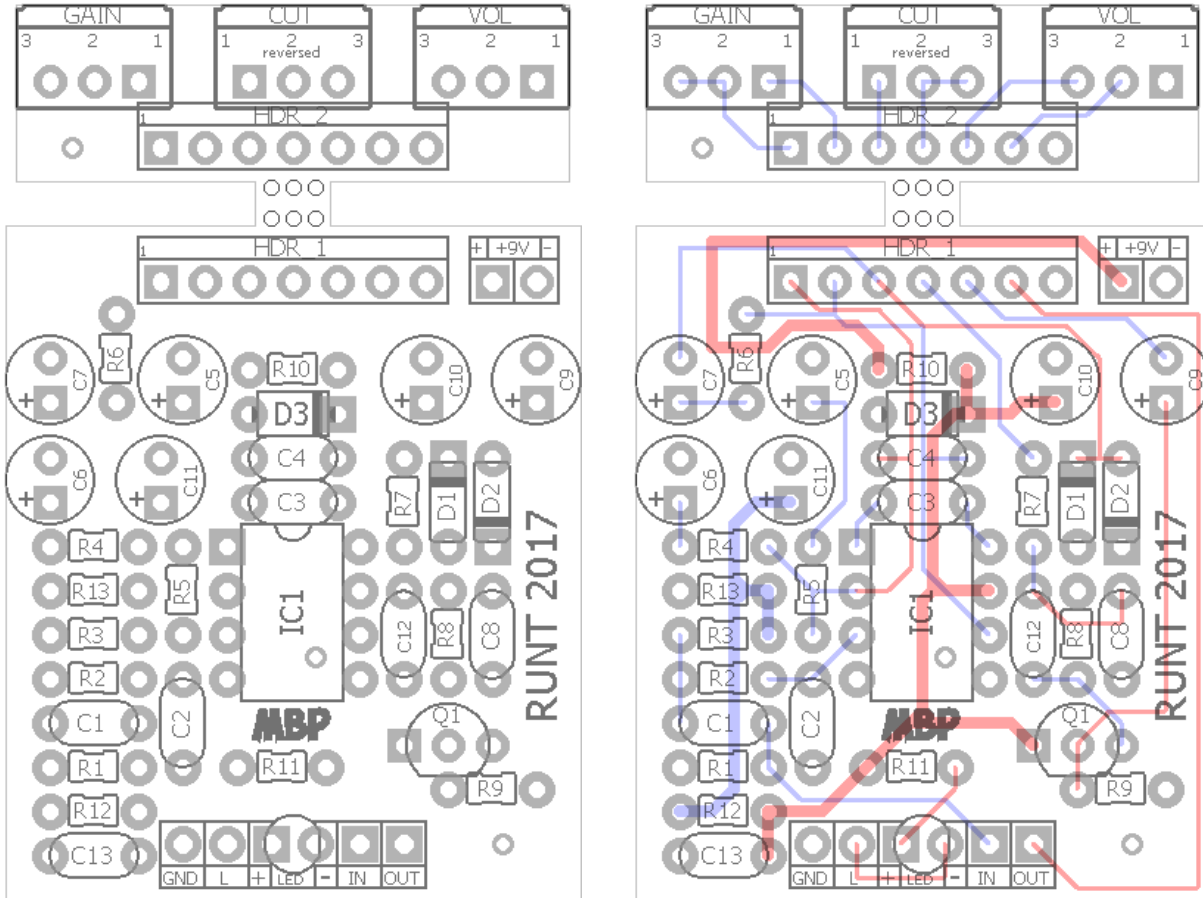 GAIN CUT VOL
3 2 1 1 2 3 3 2 1
reversed
HDR_2
1
HDR_1
1
+ +9V -
R6
C7 C5 R10 C10 C9
+ + + +
D3
C4
C6 C11 R7 D1 D2
+ +
C3
R4
R13 R5
IC1
R3 C12 R8 C8
R2
RUNT 2017
C1 C2 MBP Q1
R1 R11
R9
R12
C13
GND L + LED - IN OUT
GAIN CUT VOL
3 2 1 1 2 3 3 2 1
reversed
HDR_2
1
HDR_1
1
+ +9V -
R6
C7 C5 R10 C10 C9
+ + + +
D3
C4
C6 C11 R7 D1 D2
+ +
C3
R4
R13 R5
IC1
R3 C12 R8 C8
R2
RUNT 2017
C1 C2 MBP Q1
R1 R11
R9
R12
C13
GND L + LED - IN OUT